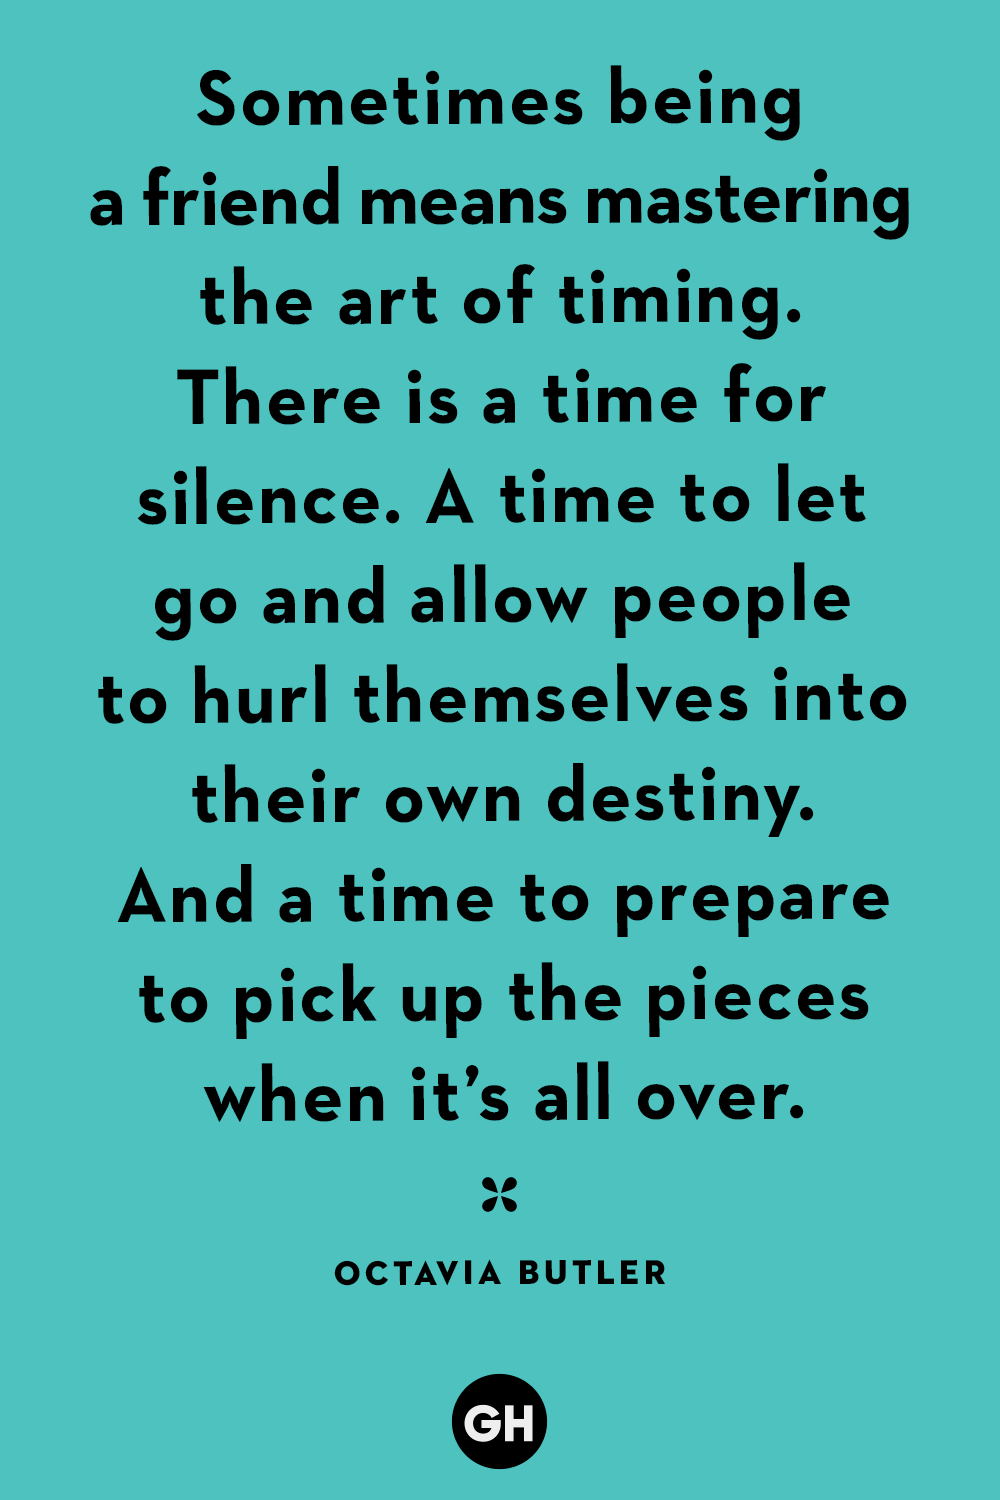 Sometimes being
a friend means mastering
the art of timing.
There is a time for
silence. A time to let
go and allow people
to hurl themselves into
their own destiny.
And a time to prepare
to pick up the pieces
when it’s all over.
OCTAVIA BUTLER
GH